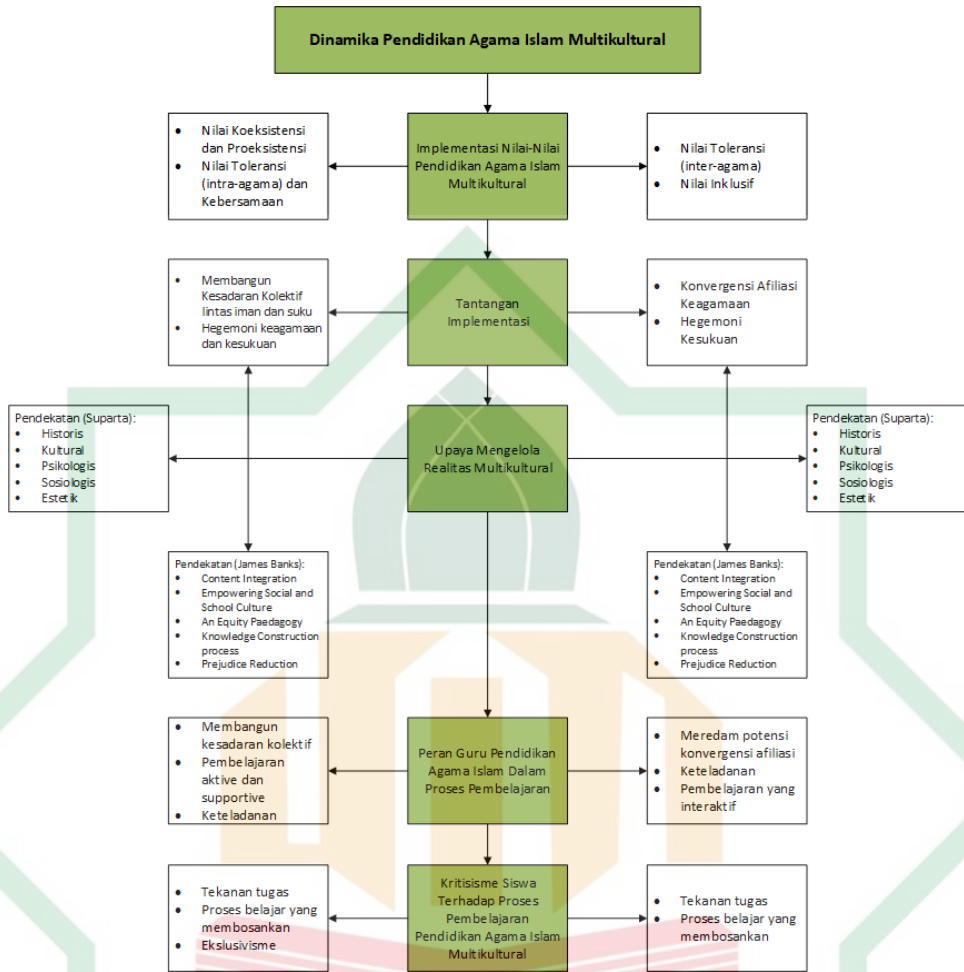 Dinamika Pendidikan Agama Islam Multikultural
• Nilai Koeksistensi
dan Proeksistensi
• Nilai Toleransi
(intra-agama) dan
Kebersamaan
Implementasi Nilai-Nilai
Pendidikan Agama Islam
Multikultural
• Nilai Toleransi
(inter-agama)
• Nilai Inklusif
• Membangun
Kesadaran Kolektif
lintas iman dan suku
• Hegemoni keagamaan
dan kesukuan
Tantangan
Implementasi
• Konvergensi Afiliasi
Keagamaan
• Hegemoni
Kesukuan
Pendekatan (Suparta):
• Historis
• Kultural
• Psikologis
• Sosiologis
• Estetik
Upaya Mengelola
Realitas Multikultural
Pendekatan (Suparta):
• Historis
• Kultural
• Psikologis
• Sosiologis
• Estetik
Pendekatan (James Banks):
• Content Integration
• Empowering Social and
School Culture
• An Equity Paedagogy
• Knowledge Construction
process
• Prejudice Reduction
Pendekatan (James Banks):
• Content Integration
• Empowering Social and
School Culture
• An Equity Paedagogy
• Knowledge Construction
process
• Prejudice Reduction
• Membangun
kesadaran kolektif
• Pembelajaran
aktive dan
supportive
• Keteladanan
Peran Guru Pendidikan
Agama Islam Dalam
Proses Pembelajaran
• Meredam potensi
konvergensi afiliasi
• Keteladanan
• Pembelajaran yang
interaktif
• Tekanan tugas
• Proses belajar yang
membosankan
• Ekslusivisme
Kritisisme Siswa
Terhadap Proses
Pembelajaran
Pendidikan Agama Islam
Multikultural
• Tekanan tugas
• Proses belajar yang
membosankan